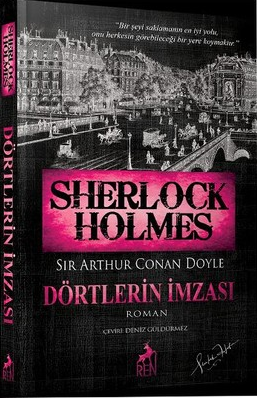 "Bir şeyi saklamanın en iyi yolu,
onu herkesin görebileceği bir yere koymaktır."
SHERLOCK
HOLMES
SIR ARTHUR CONAN DOYLE
DÖRTLERİN İMZASI
ROMAN
ÇEVİRİ: DENİZ GÜLDÜRMEZ
REN
SHERLOCK
HOLMES
DÖRTLERİN İMZASI
REN